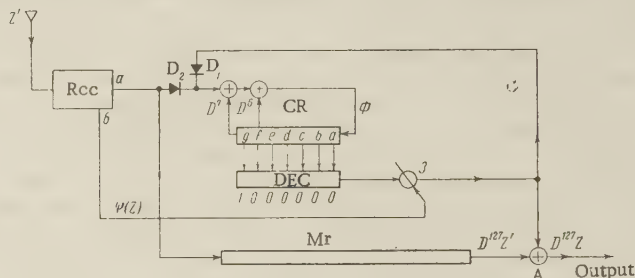 Z'
Rcc
a
b
D₂
D₁
D⁷
D⁶
CR
Φ
g f e d c b a
DEC
1 0 0 0 0 0 0
3
Ψ(Z)
Mr
D¹²⁷Z'
D¹²⁷Z
A
Output